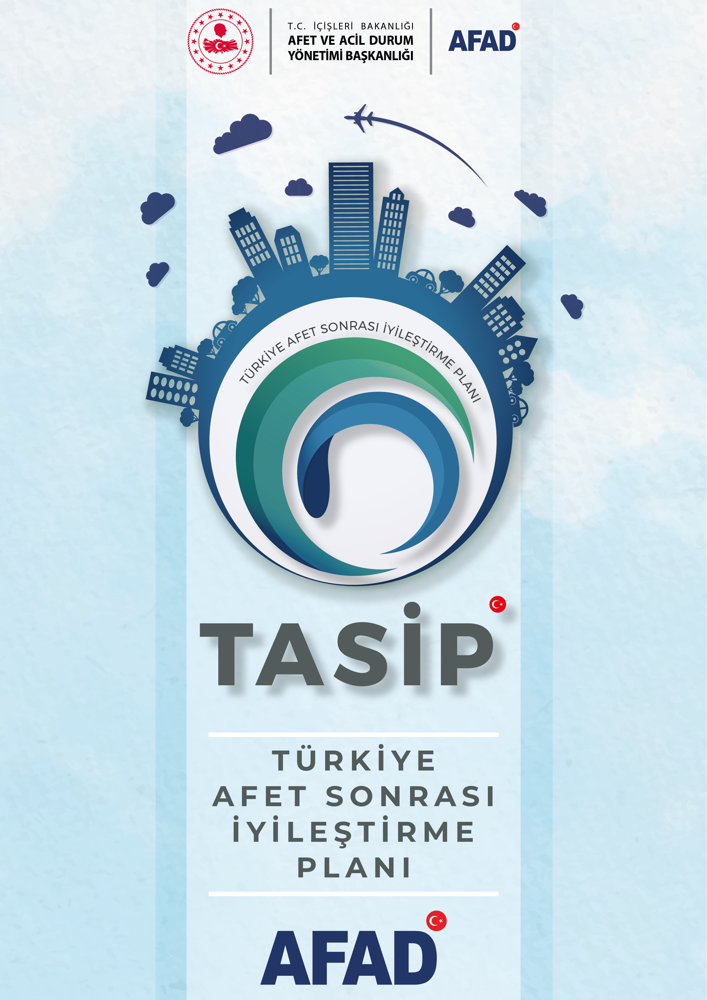 T.C. İÇİŞLERİ BAKANLIĞI
AFET VE ACİL DURUM
YÖNETİMİ BAŞKANLIĞI
AFAD
TÜRKİYE AFET SONRASI İYİLEŞTİRME PLANI
TASİP
TÜRKİYE
AFET SONRASI
İYİLEŞTİRME
PLANI
AFAD